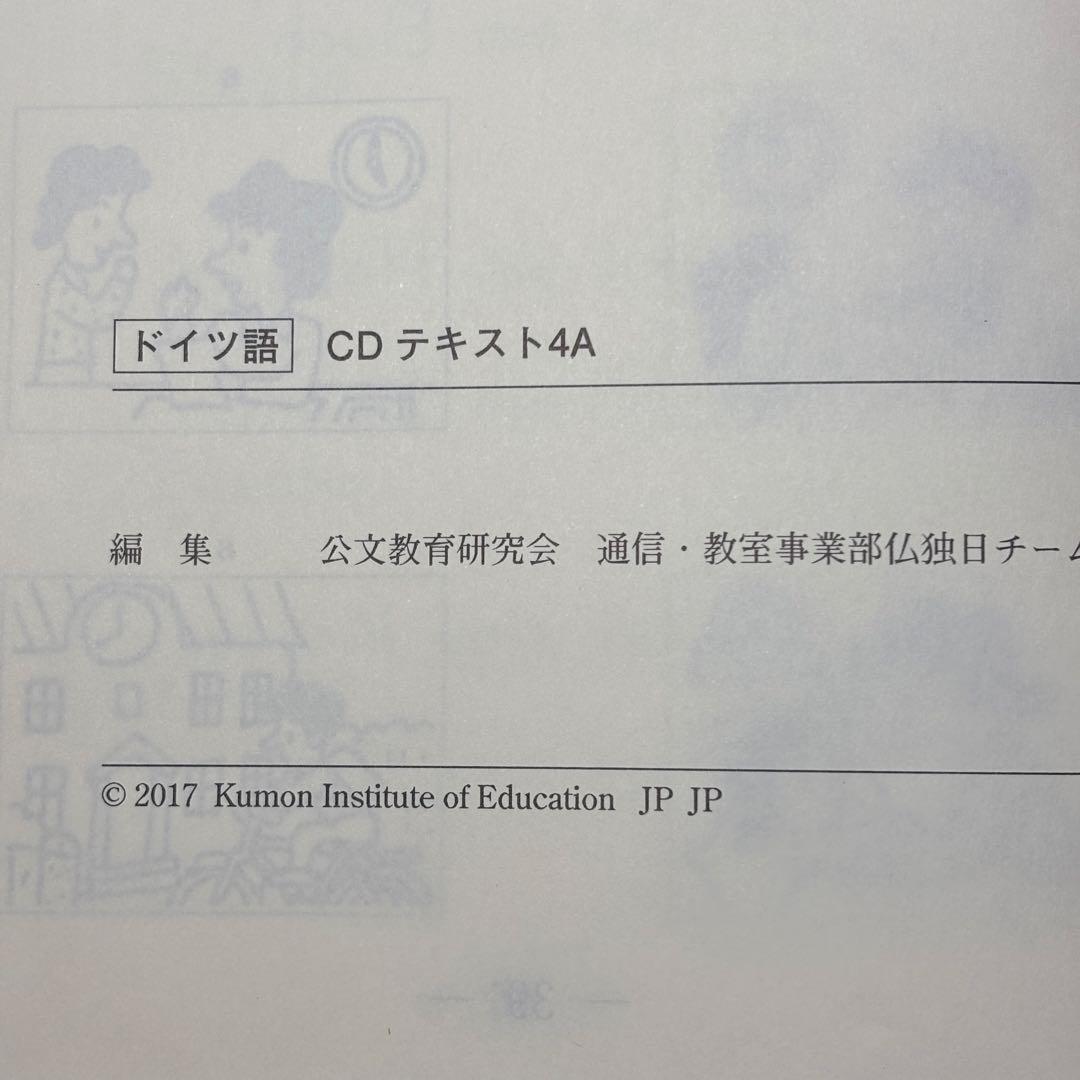 ドイツ語 CD テキスト4A
編 集 公文教育研究会 通信・教室事業部仏独日チーム
© 2017 Kumon Institute of Education JP JP